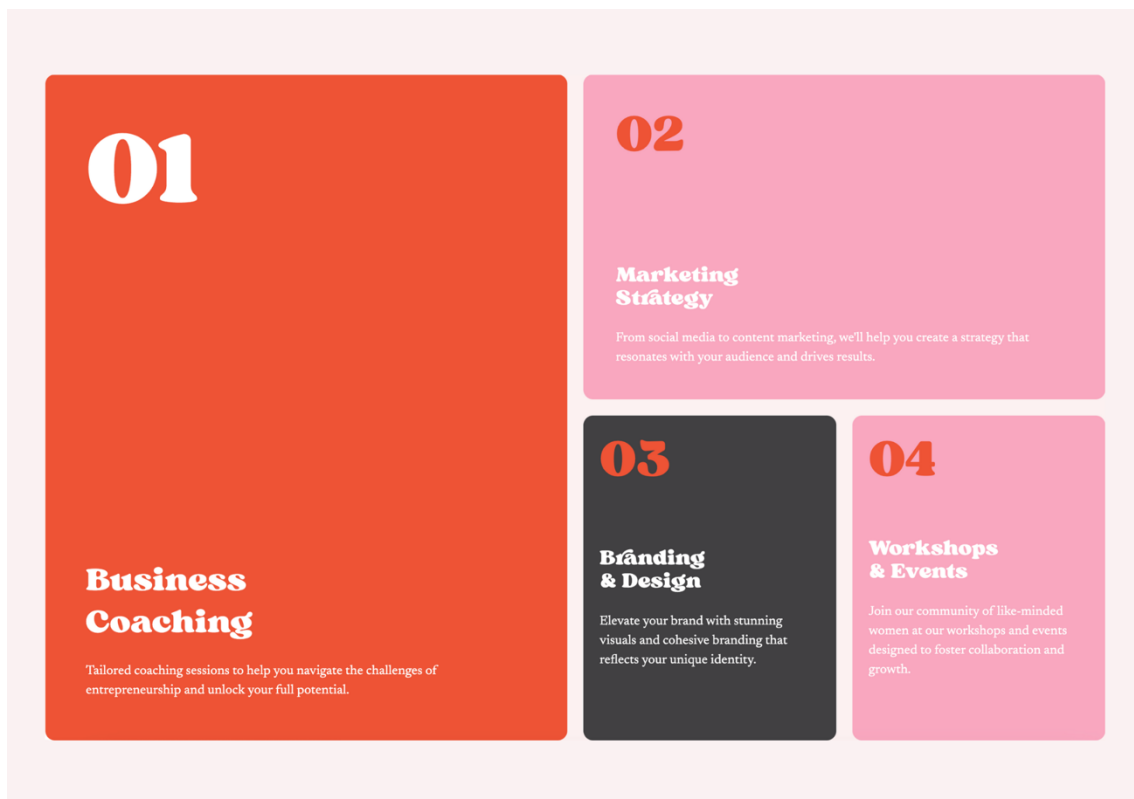 01
Business
Coaching
Tailored coaching sessions to help you navigate the challenges of
entrepreneurship and unlock your full potential.
02
Marketing
Strategy
From social media to content marketing, we'll help you create a strategy that
resonates with your audience and drives results.
03
Branding
& Design
Elevate your brand with stunning
visuals and cohesive branding that
reflects your unique identity.
04
Workshops
& Events
Join our community of like-minded
women at our workshops and events
designed to foster collaboration and
growth.